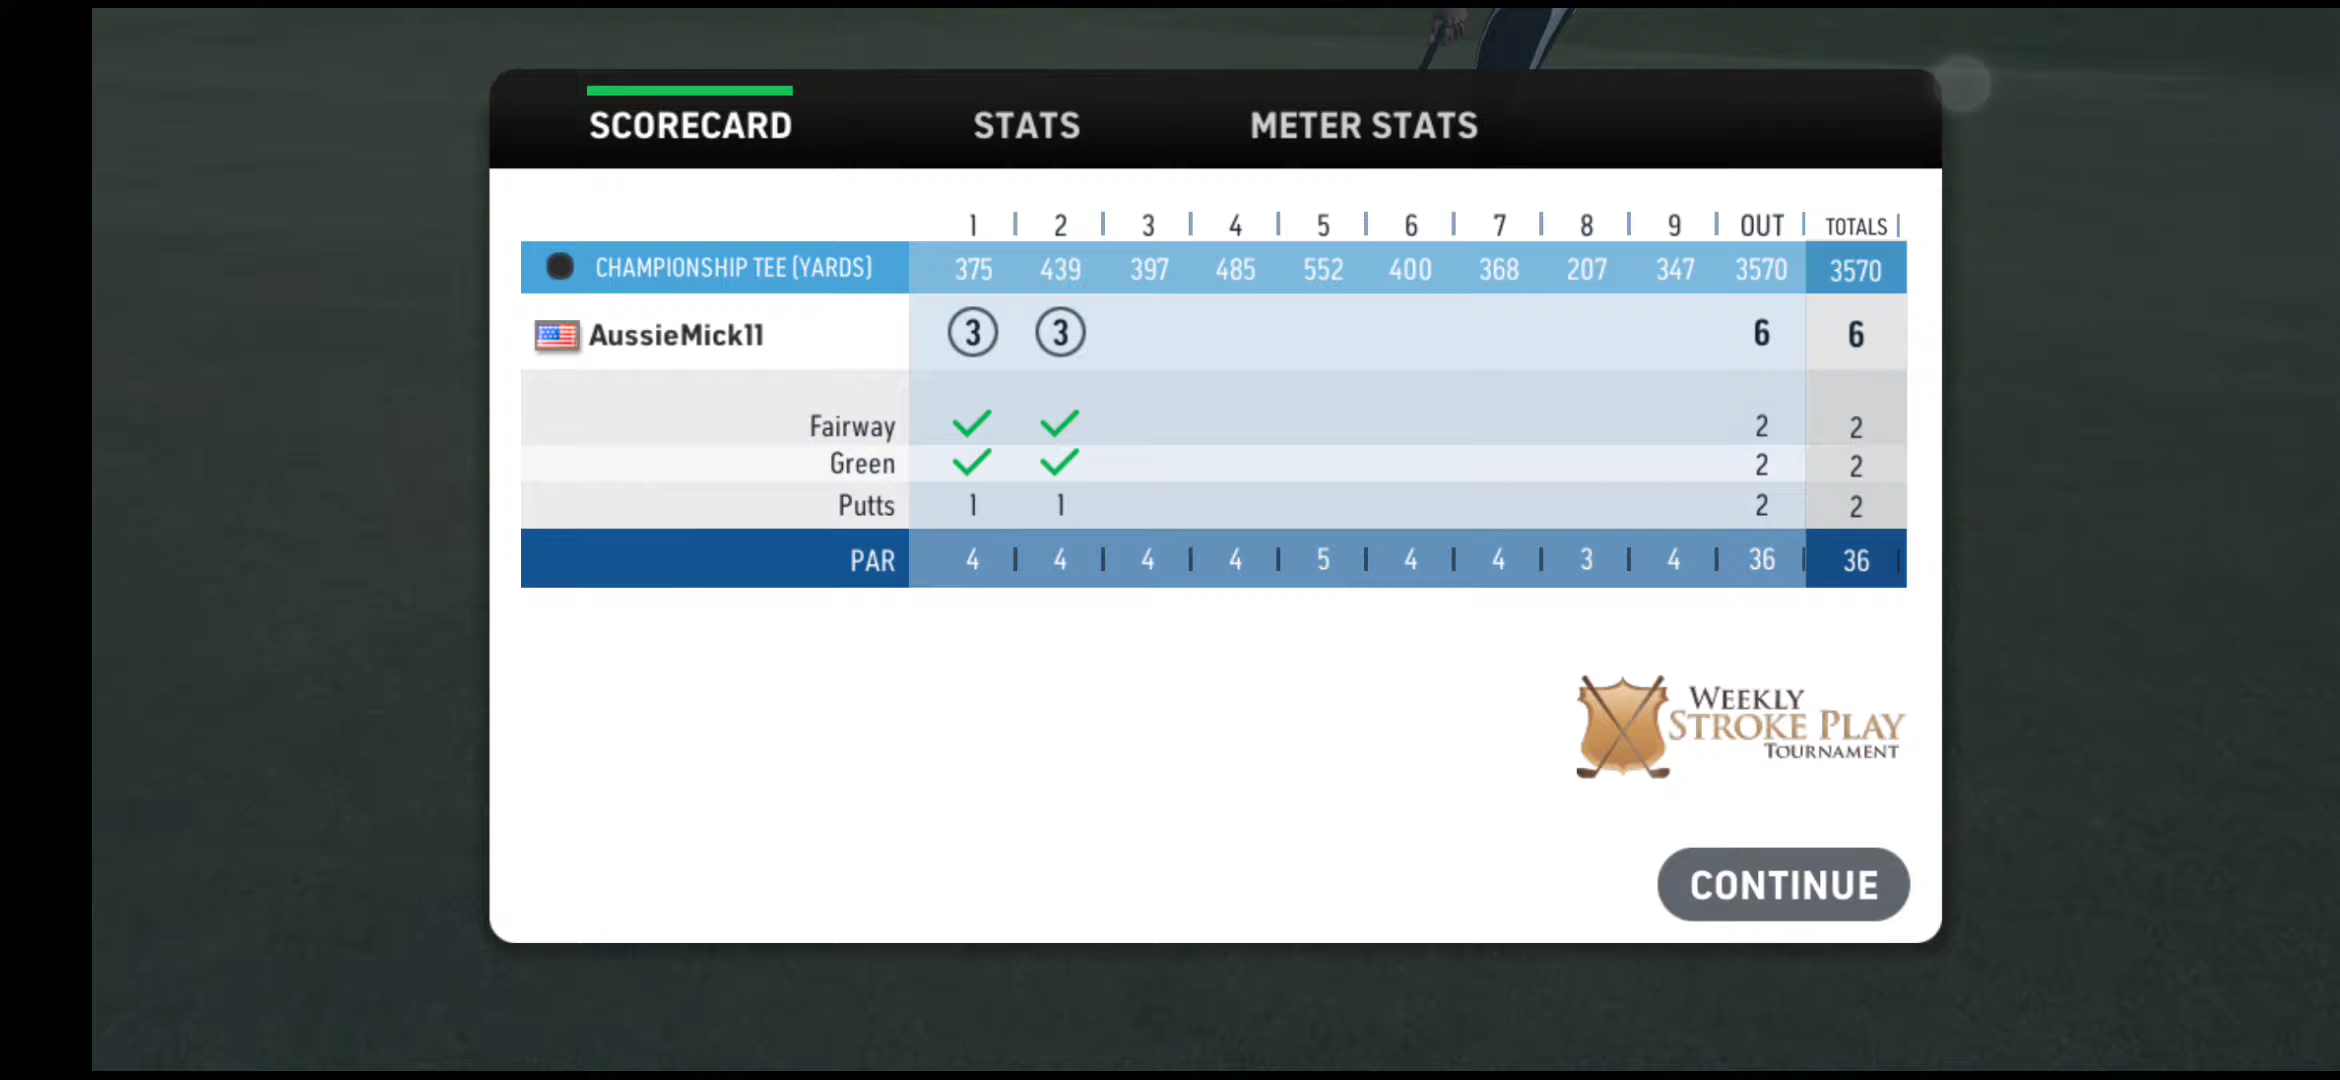 SCORECARD STATS METER STATS
1 | 2 | 3 | 4 | 5 | 6 | 7 | 8 | 9 | OUT | TOTALS |
CHAMPIONSHIP TEE (YARDS) 375 439 397 485 552 400 368 207 347 3570 3570
AussieMick11 3 3 6 6
Fairway 2 2
Green 2 2
Putts 1 1 2 2
PAR 4 | 4 | 4 | 4 | 5 | 4 | 4 | 3 | 4 | 36 | 36
WEEKLY
STROKE PLAY
TOURNAMENT
CONTINUE